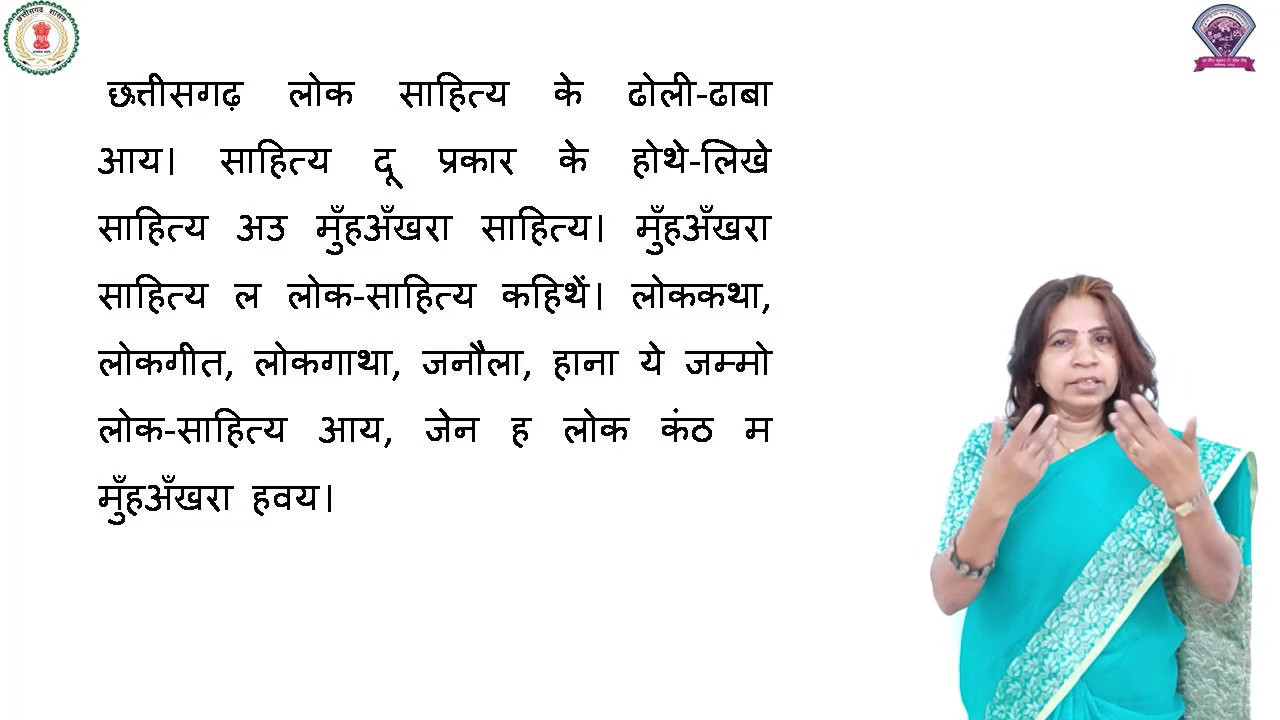 छत्तीसगढ़ लोक साहित्य के ढोली-ढाबा
आय। साहित्य दू प्रकार के होथे-लिखे
साहित्य अउ मुँहअँखरा साहित्य। मुँहअँखरा
साहित्य ल लोक-साहित्य कहिथें। लोककथा,
लोकगीत, लोकगाथा, जनौला, हाना ये जम्मो
लोक-साहित्य आय, जेन ह लोक कंठ म
मुँहअँखरा हवय।